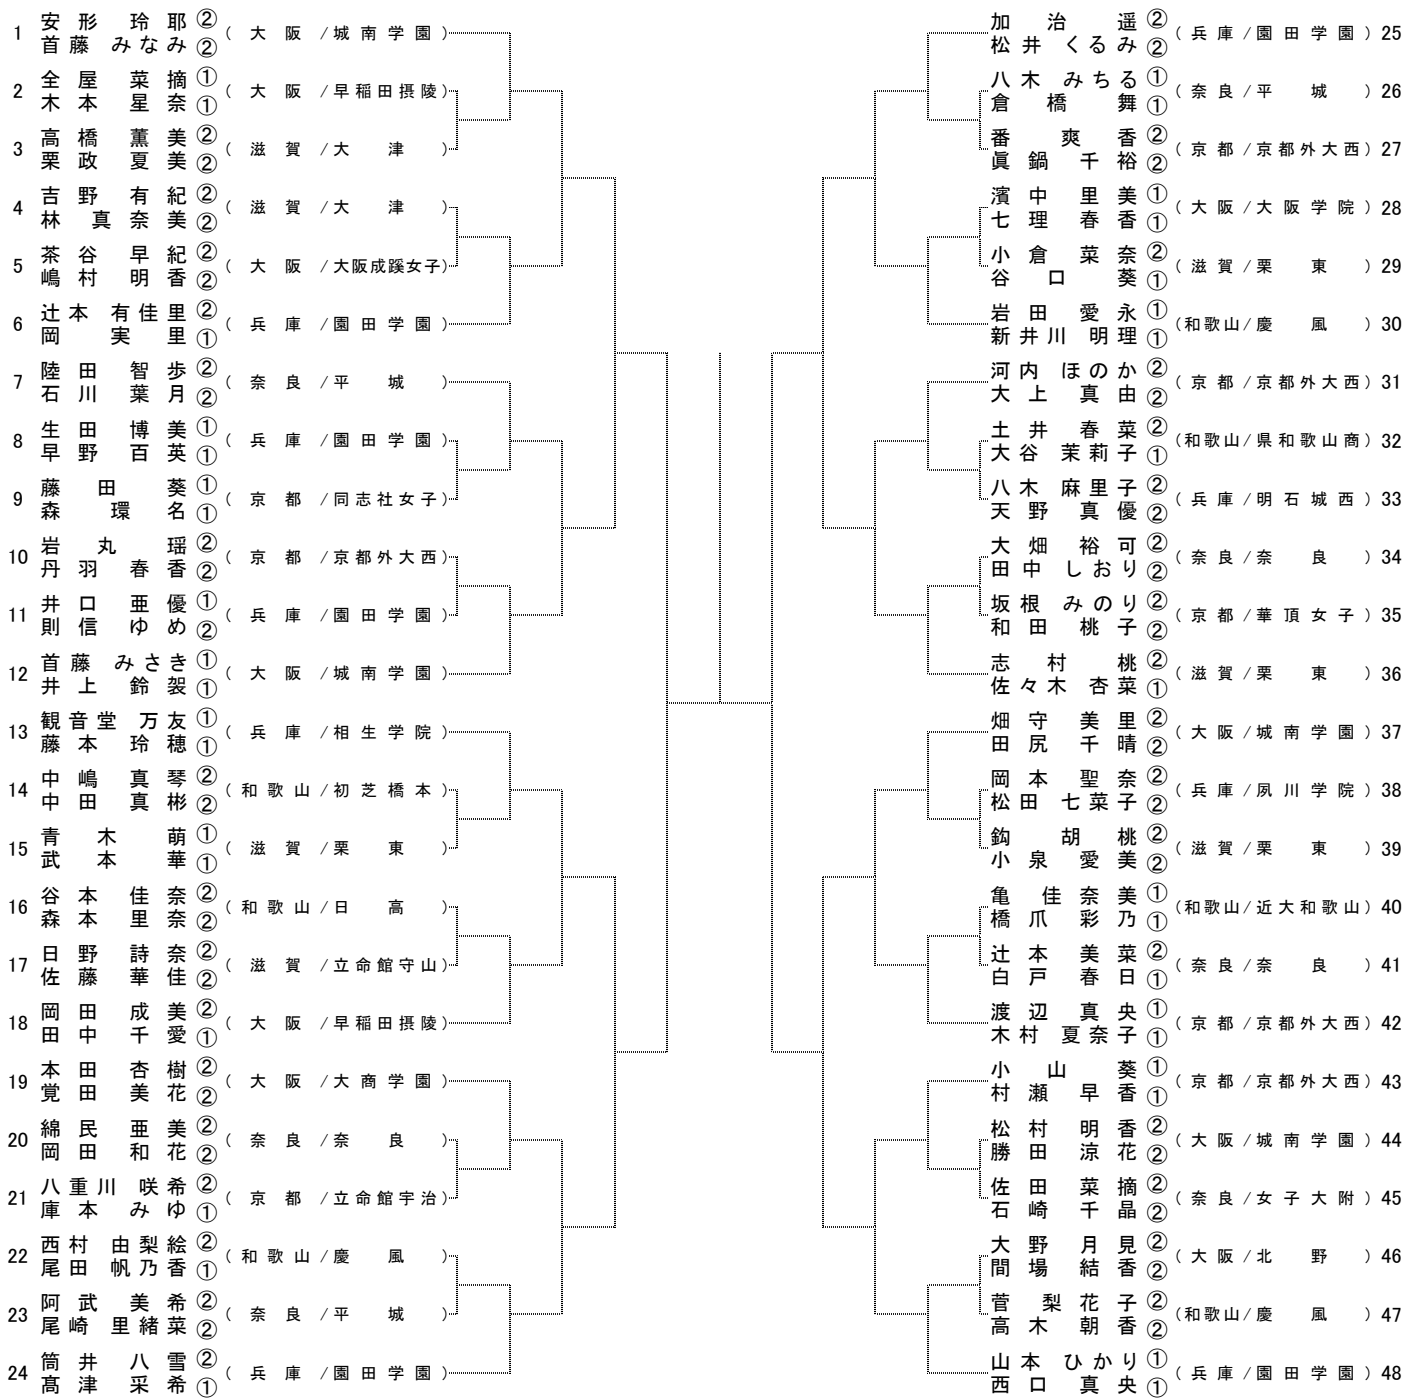 1 安形 玲耶 ② 首藤 みなみ ② ( 大 阪 / 城南学園 )
2 全屋 菜摘 ① 木本 星奈 ① ( 大 阪 / 早稲田摂陵 )
3 高橋 薫美 ② 栗政 夏美 ② ( 滋 賀 / 大 津 )
4 吉野 有紀 ② 林 真奈美 ② ( 滋 賀 / 大 津 )
5 茶谷 早紀 ② 嶋村 明香 ② ( 大 阪 / 大阪成蹊女子 )
6 辻本 有佳里 ② 岡 実里 ① ( 兵 庫 / 園田学園 )
7 陸田 智歩 ② 石川 葉月 ② ( 奈 良 / 平 城 )
8 生田 博美 ① 早野 百英 ① ( 兵 庫 / 園田学園 )
9 藤田 葵 ① 森 環名 ① ( 京 都 / 同志社女子 )
10 岩丸 瑶 ② 丹羽 春香 ② ( 京 都 / 京都外大西 )
11 井口 亜優 ① 則信 ゆめ ② ( 兵 庫 / 園田学園 )
12 首藤 みさき ① 井上 鈴袈 ① ( 大 阪 / 城南学園 )
13 観音堂 万友 ① 藤本 玲穂 ① ( 兵 庫 / 相生学院 )
14 中嶋 真琴 ② 中田 真彬 ② ( 和歌山 / 初芝橋本 )
15 青木 萌 ① 武本 華 ① ( 滋 賀 / 栗 東 )
16 谷本 佳奈 ② 森本 里奈 ② ( 和歌山 / 日 高 )
17 日野 詩奈 ② 佐藤 華佳 ② ( 滋 賀 / 立命館守山 )
18 岡田 成美 ② 田中 千愛 ① ( 大 阪 / 早稲田摂陵 )
19 本田 杏樹 ② 覚田 美花 ② ( 大 阪 / 大商学園 )
20 綿民 亜美 ② 岡田 和花 ② ( 奈 良 / 奈 良 )
21 八重川 咲希 ② 庫本 みゆ ① ( 京 都 / 立命館宇治 )
22 西村 由梨絵 ② 尾田 帆乃香 ① ( 和歌山 / 慶 風 )
23 阿武 美希 ② 尾崎 里緒菜 ② ( 奈 良 / 平 城 )
24 筒井 八雪 ② 髙津 采希 ① ( 兵 庫 / 園田学園 )
加治 遥 ② 松井 くるみ ② ( 兵庫 / 園田学園 ) 25
八木 みちる ① 倉橋 舞 ① ( 奈良 / 平 城 ) 26
番 爽香 ② 眞鍋 千裕 ② ( 京都 / 京都外大西 ) 27
濱中 里美 ① 七理 春香 ① ( 大阪 / 大阪学院 ) 28
小倉 菜奈 ② 谷口 葵 ① ( 滋賀 / 栗 東 ) 29
岩田 愛永 ① 新井川 明理 ① ( 和歌山 / 慶 風 ) 30
河内 ほのか ② 大上 真由 ② ( 京都 / 京都外大西 ) 31
土井 春菜 ② 大谷 茉莉子 ① ( 和歌山 / 県和歌山商 ) 32
八木 麻里子 ② 天野 真優 ② ( 兵庫 / 明石城西 ) 33
大畑 裕可 ② 田中 しおり ② ( 奈良 / 奈 良 ) 34
坂根 みのり ② 和田 桃子 ② ( 京都 / 華頂女子 ) 35
志村 桃 ② 佐々木 杏菜 ① ( 滋賀 / 栗 東 ) 36
畑守 美里 ② 田尻 千晴 ② ( 大阪 / 城南学園 ) 37
岡本 聖奈 ② 松田 七菜子 ② ( 兵庫 / 夙川学院 ) 38
鈎 胡桃 ② 小泉 愛美 ② ( 滋賀 / 栗 東 ) 39
亀 佳奈美 ① 橋爪 彩乃 ① ( 和歌山 / 近大和歌山 ) 40
辻本 美菜 ② 白戸 春日 ① ( 奈良 / 奈 良 ) 41
渡辺 真央 ① 木村 夏奈子 ① ( 京都 / 京都外大西 ) 42
小山 葵 ① 村瀬 早香 ① ( 京都 / 京都外大西 ) 43
松村 明香 ② 勝田 涼花 ② ( 大阪 / 城南学園 ) 44
佐田 菜摘 ② 石崎 千晶 ② ( 奈良 / 女子大附 ) 45
大野 月見 ② 間場 結香 ② ( 大阪 / 北 野 ) 46
菅 梨花子 ② 高木 朝香 ② ( 和歌山 / 慶 風 ) 47
山本 ひかり ① 西口 真央 ① ( 兵庫 / 園田学園 ) 48